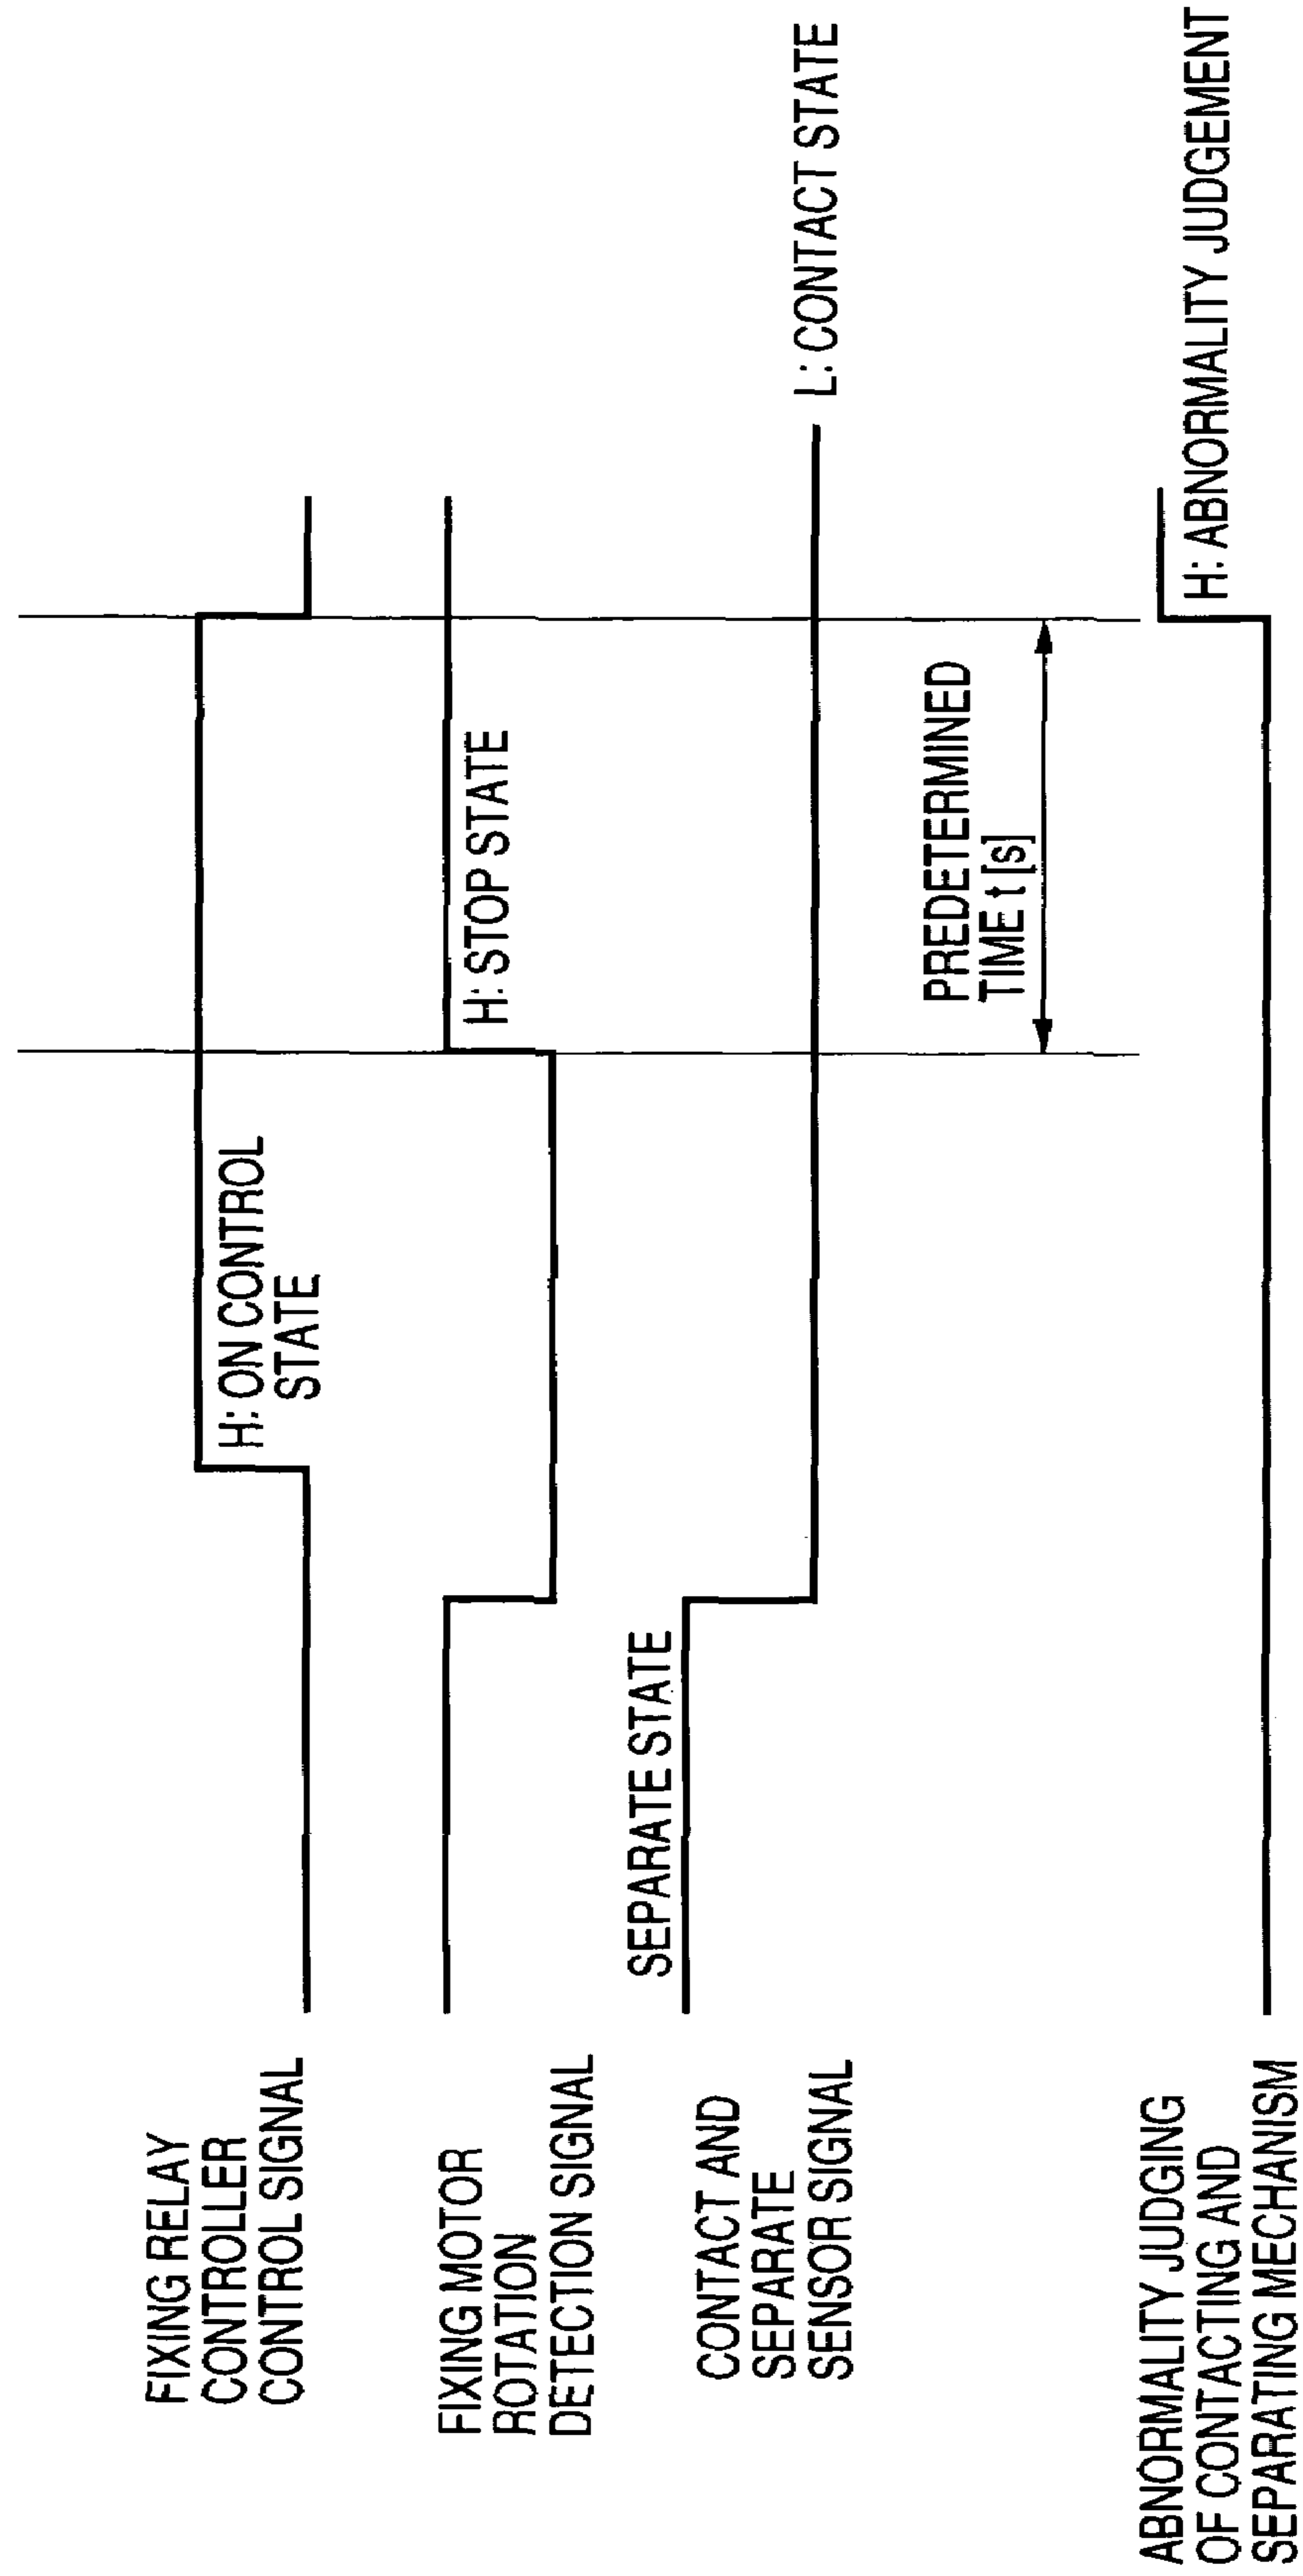 FIXING RELAY
CONTROLLER
CONTROL SIGNAL
H: ON CONTROL
STATE
FIXING MOTOR
ROTATION
DETECTION SIGNAL
H: STOP STATE
CONTACT AND
SEPARATE
SENSOR SIGNAL
SEPARATE STATE
L: CONTACT STATE
PREDETERMINED
TIME t [s]
ABNORMALITY JUDGING
OF CONTACTING AND
SEPARATING MECHANISM
H: ABNORMALITY JUDGEMENT